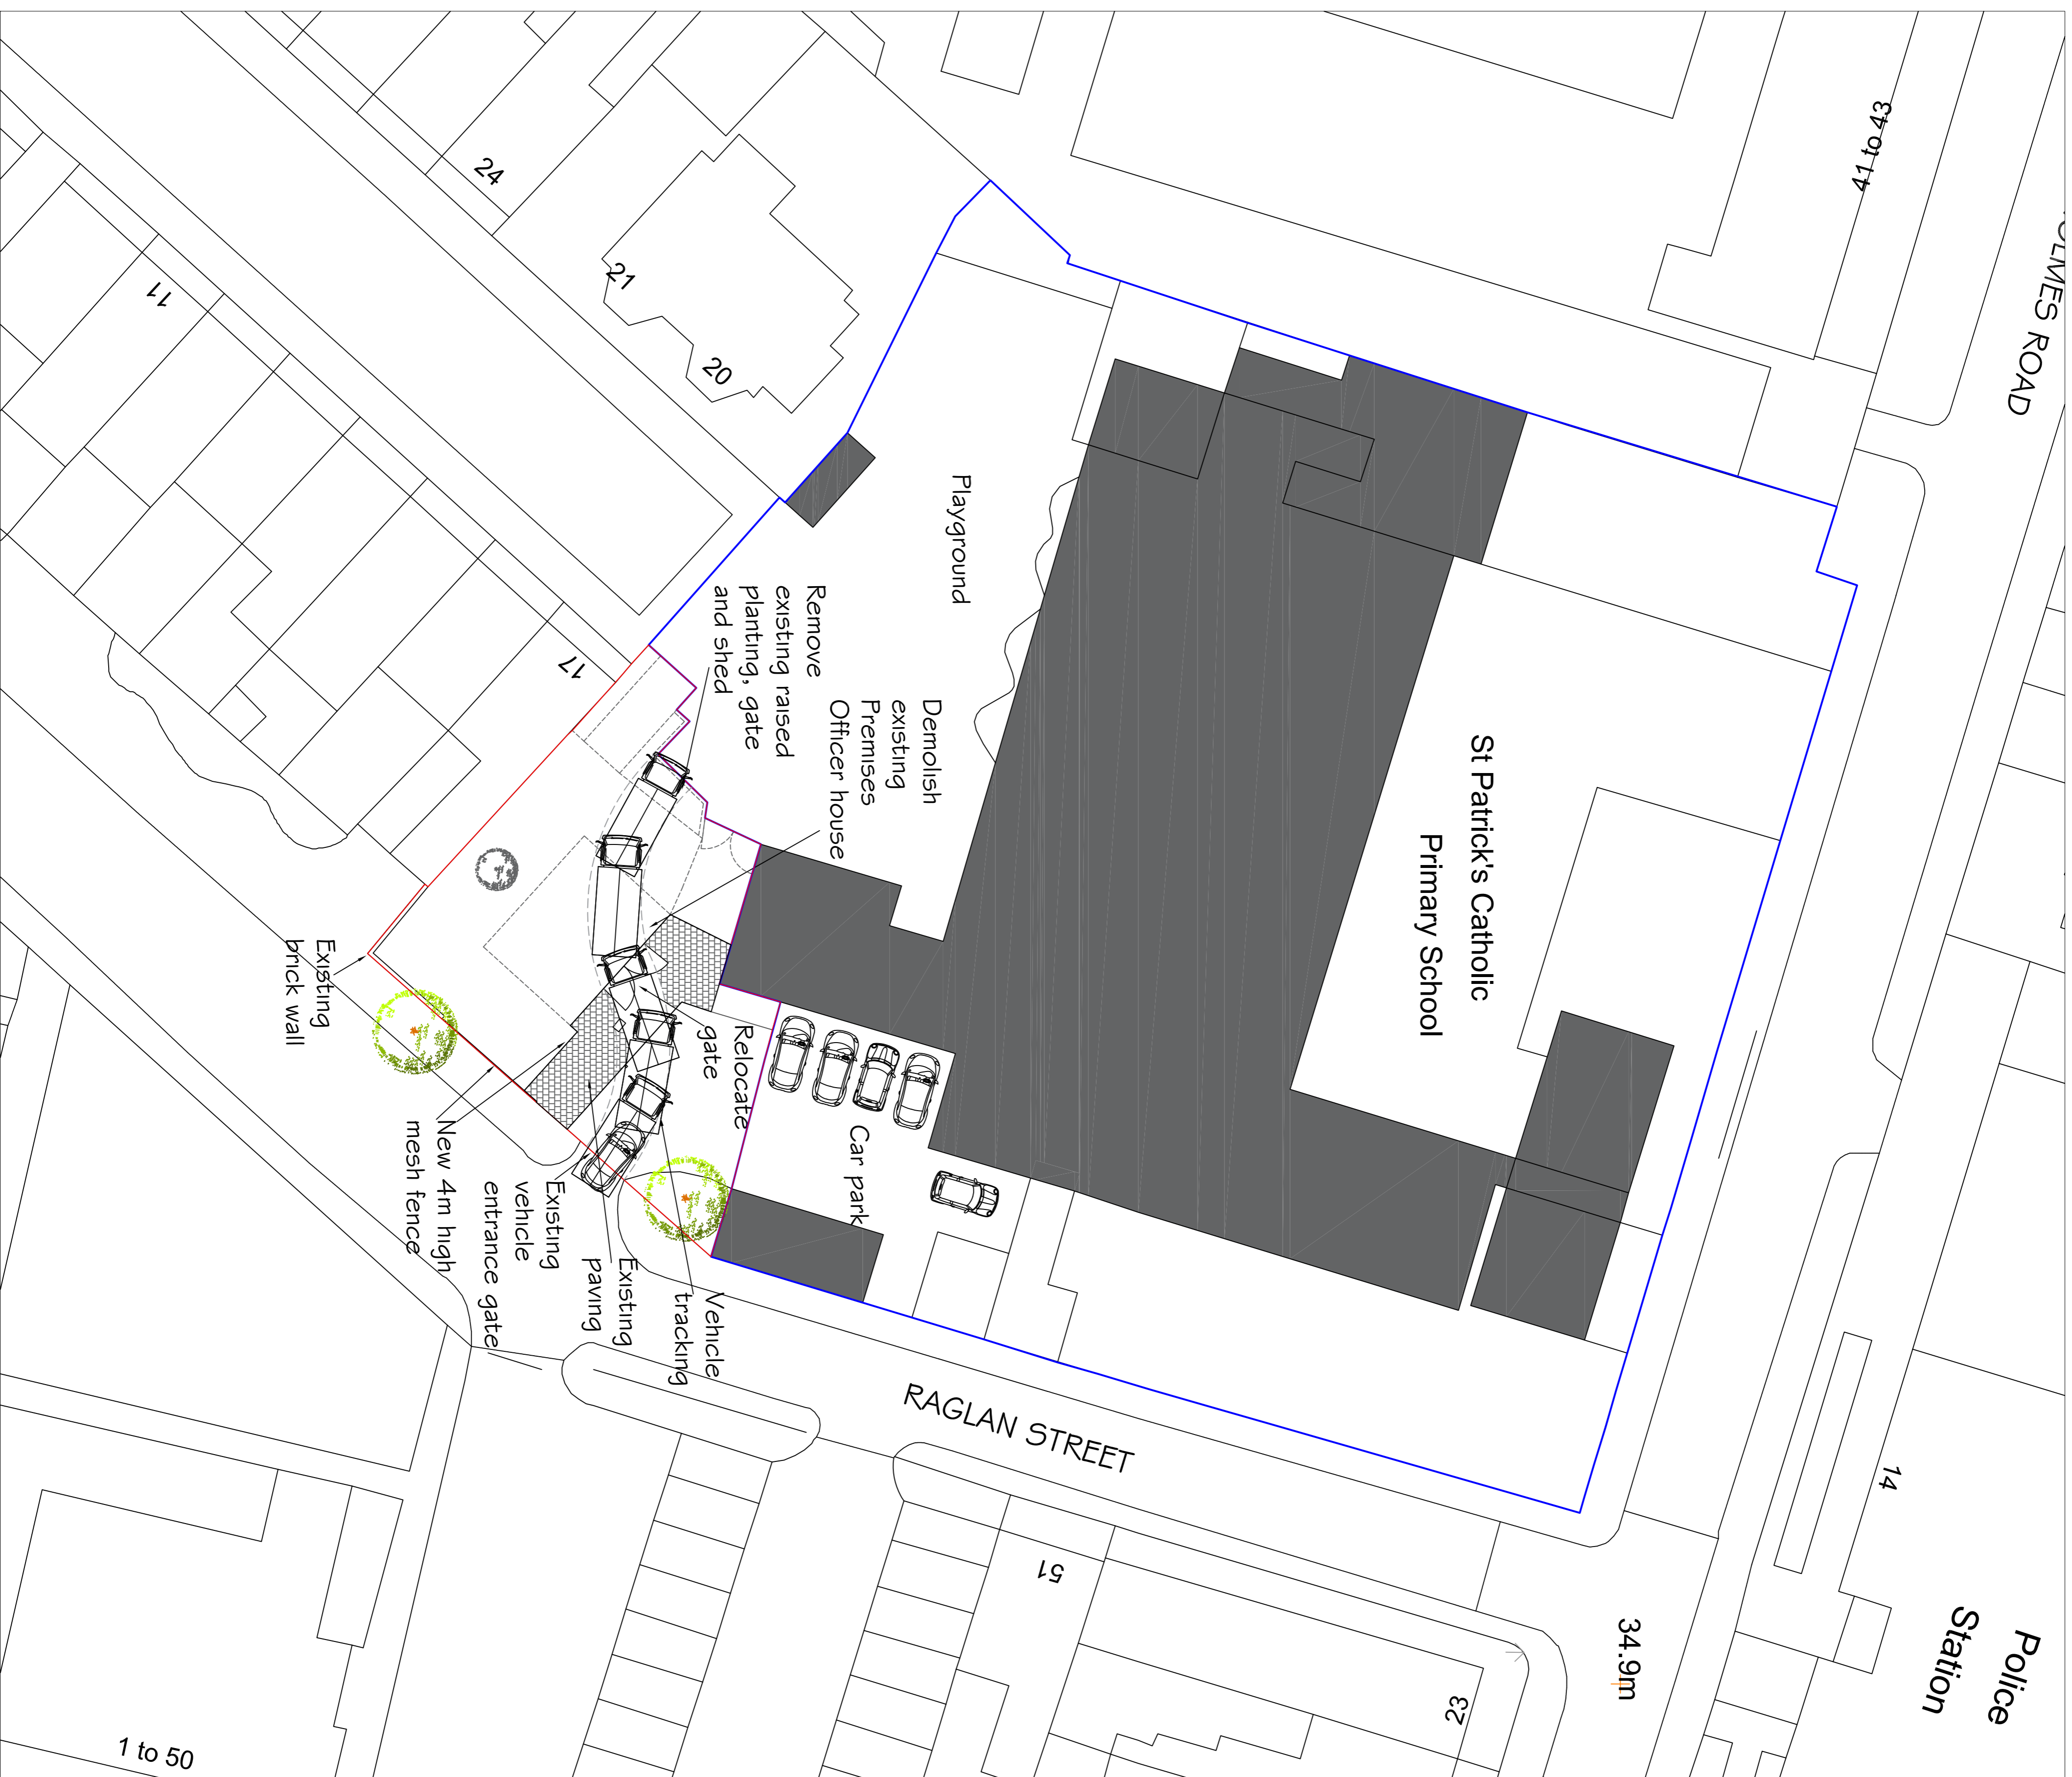 41 to 43
OLMES ROAD
24
21
20
11
17
Playground
Remove
existing raised
planting, gate
and shed
Demolish
existing
Premises
Officer house
St Patrick's Catholic
Primary School
Existing
brick wall
Relocate
gate
Car park
New 4m high
mesh fence
Existing
vehicle
entrance gate
Existing
paving
Vehicle
tracking
RAGLAN STREET
14
Police
Station
51
34.9m
23
1 to 50